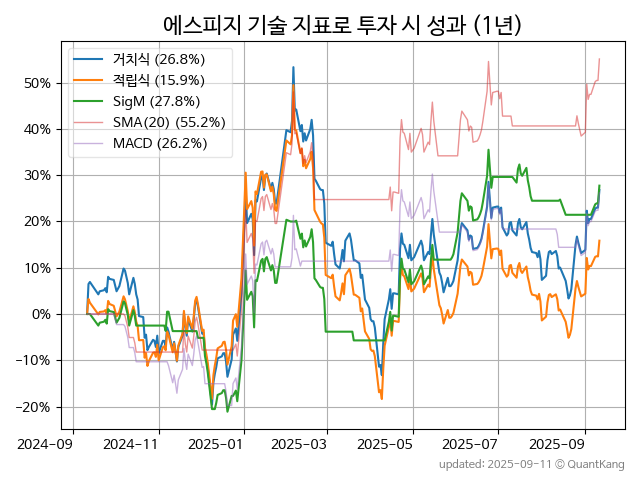 에스피지 기술 지표로 투자 시 성과 (1년)
거치식 (26.8%)
적립식 (15.9%)
SigM (27.8%)
SMA(20) (55.2%)
MACD (26.2%)
50%
40%
30%
20%
10%
0%
−10%
−20%
2024-09 2024-11 2025-01 2025-03 2025-05 2025-07 2025-09
updated: 2025-09-11 © QuantKang